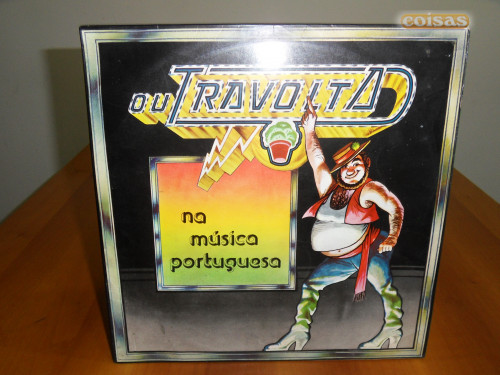 coisas
OU TRAVOLTA
na
música
portuguesa